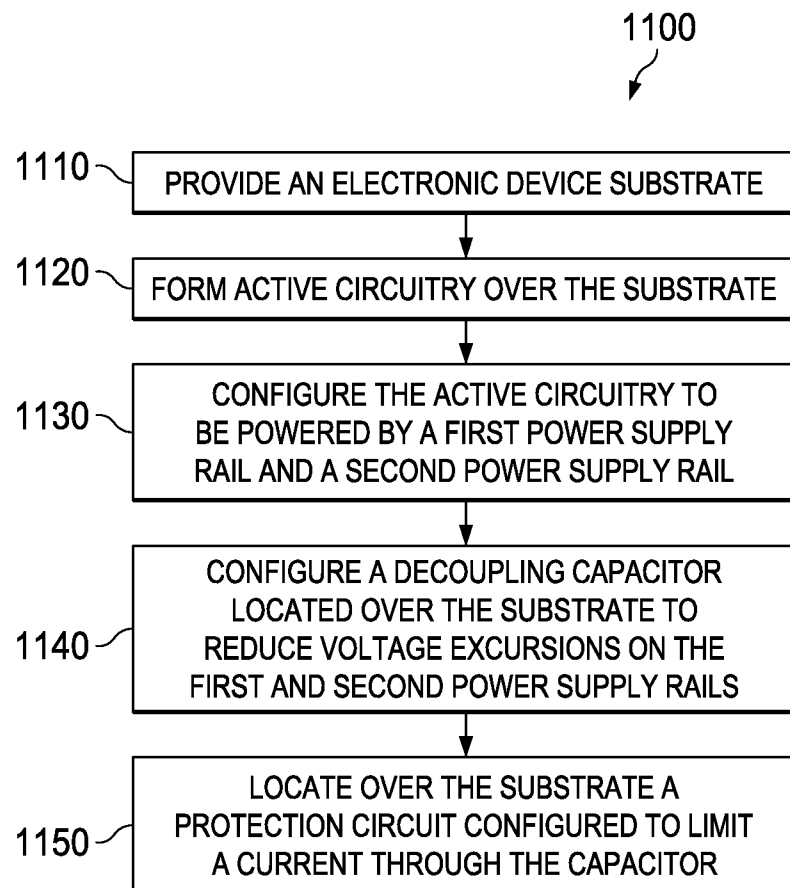 1100
1110
PROVIDE AN ELECTRONIC DEVICE SUBSTRATE
1120
FORM ACTIVE CIRCUITRY OVER THE SUBSTRATE
1130
CONFIGURE THE ACTIVE CIRCUITRY TO
BE POWERED BY A FIRST POWER SUPPLY
RAIL AND A SECOND POWER SUPPLY RAIL
1140
CONFIGURE A DECOUPLING CAPACITOR
LOCATED OVER THE SUBSTRATE TO
REDUCE VOLTAGE EXCURSIONS ON THE
FIRST AND SECOND POWER SUPPLY RAILS
1150
LOCATE OVER THE SUBSTRATE A
PROTECTION CIRCUIT CONFIGURED TO LIMIT
A CURRENT THROUGH THE CAPACITOR